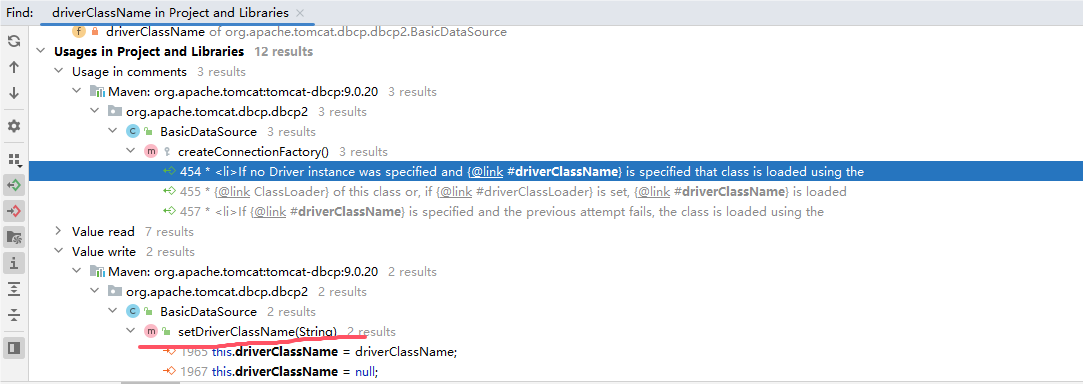 Find: driverClassName in Project and Libraries ×
f driverClassName of org.apache.tomcat.dbcp.dbcp2.BasicDataSource
Usages in Project and Libraries 12 results
Usage in comments 3 results
Maven: org.apache.tomcat:tomcat-dbcp:9.0.20 3 results
org.apache.tomcat.dbcp.dbcp2 3 results
C BasicDataSource 3 results
m createConnectionFactory() 3 results
454 * <li>If no Driver instance was specified and {@link #driverClassName} is specified that class is loaded using the
455 * {@link ClassLoader} of this class or, if {@link #driverClassLoader} is set, {@link #driverClassName} is loaded
457 * <li>If {@link #driverClassName} is specified and the previous attempt fails, the class is loaded using the
Value read 7 results
Value write 2 results
Maven: org.apache.tomcat:tomcat-dbcp:9.0.20 2 results
org.apache.tomcat.dbcp.dbcp2 2 results
C BasicDataSource 2 results
m setDriverClassName(String) 2 results
1965 this.driverClassName = driverClassName;
1967 this.driverClassName = null;